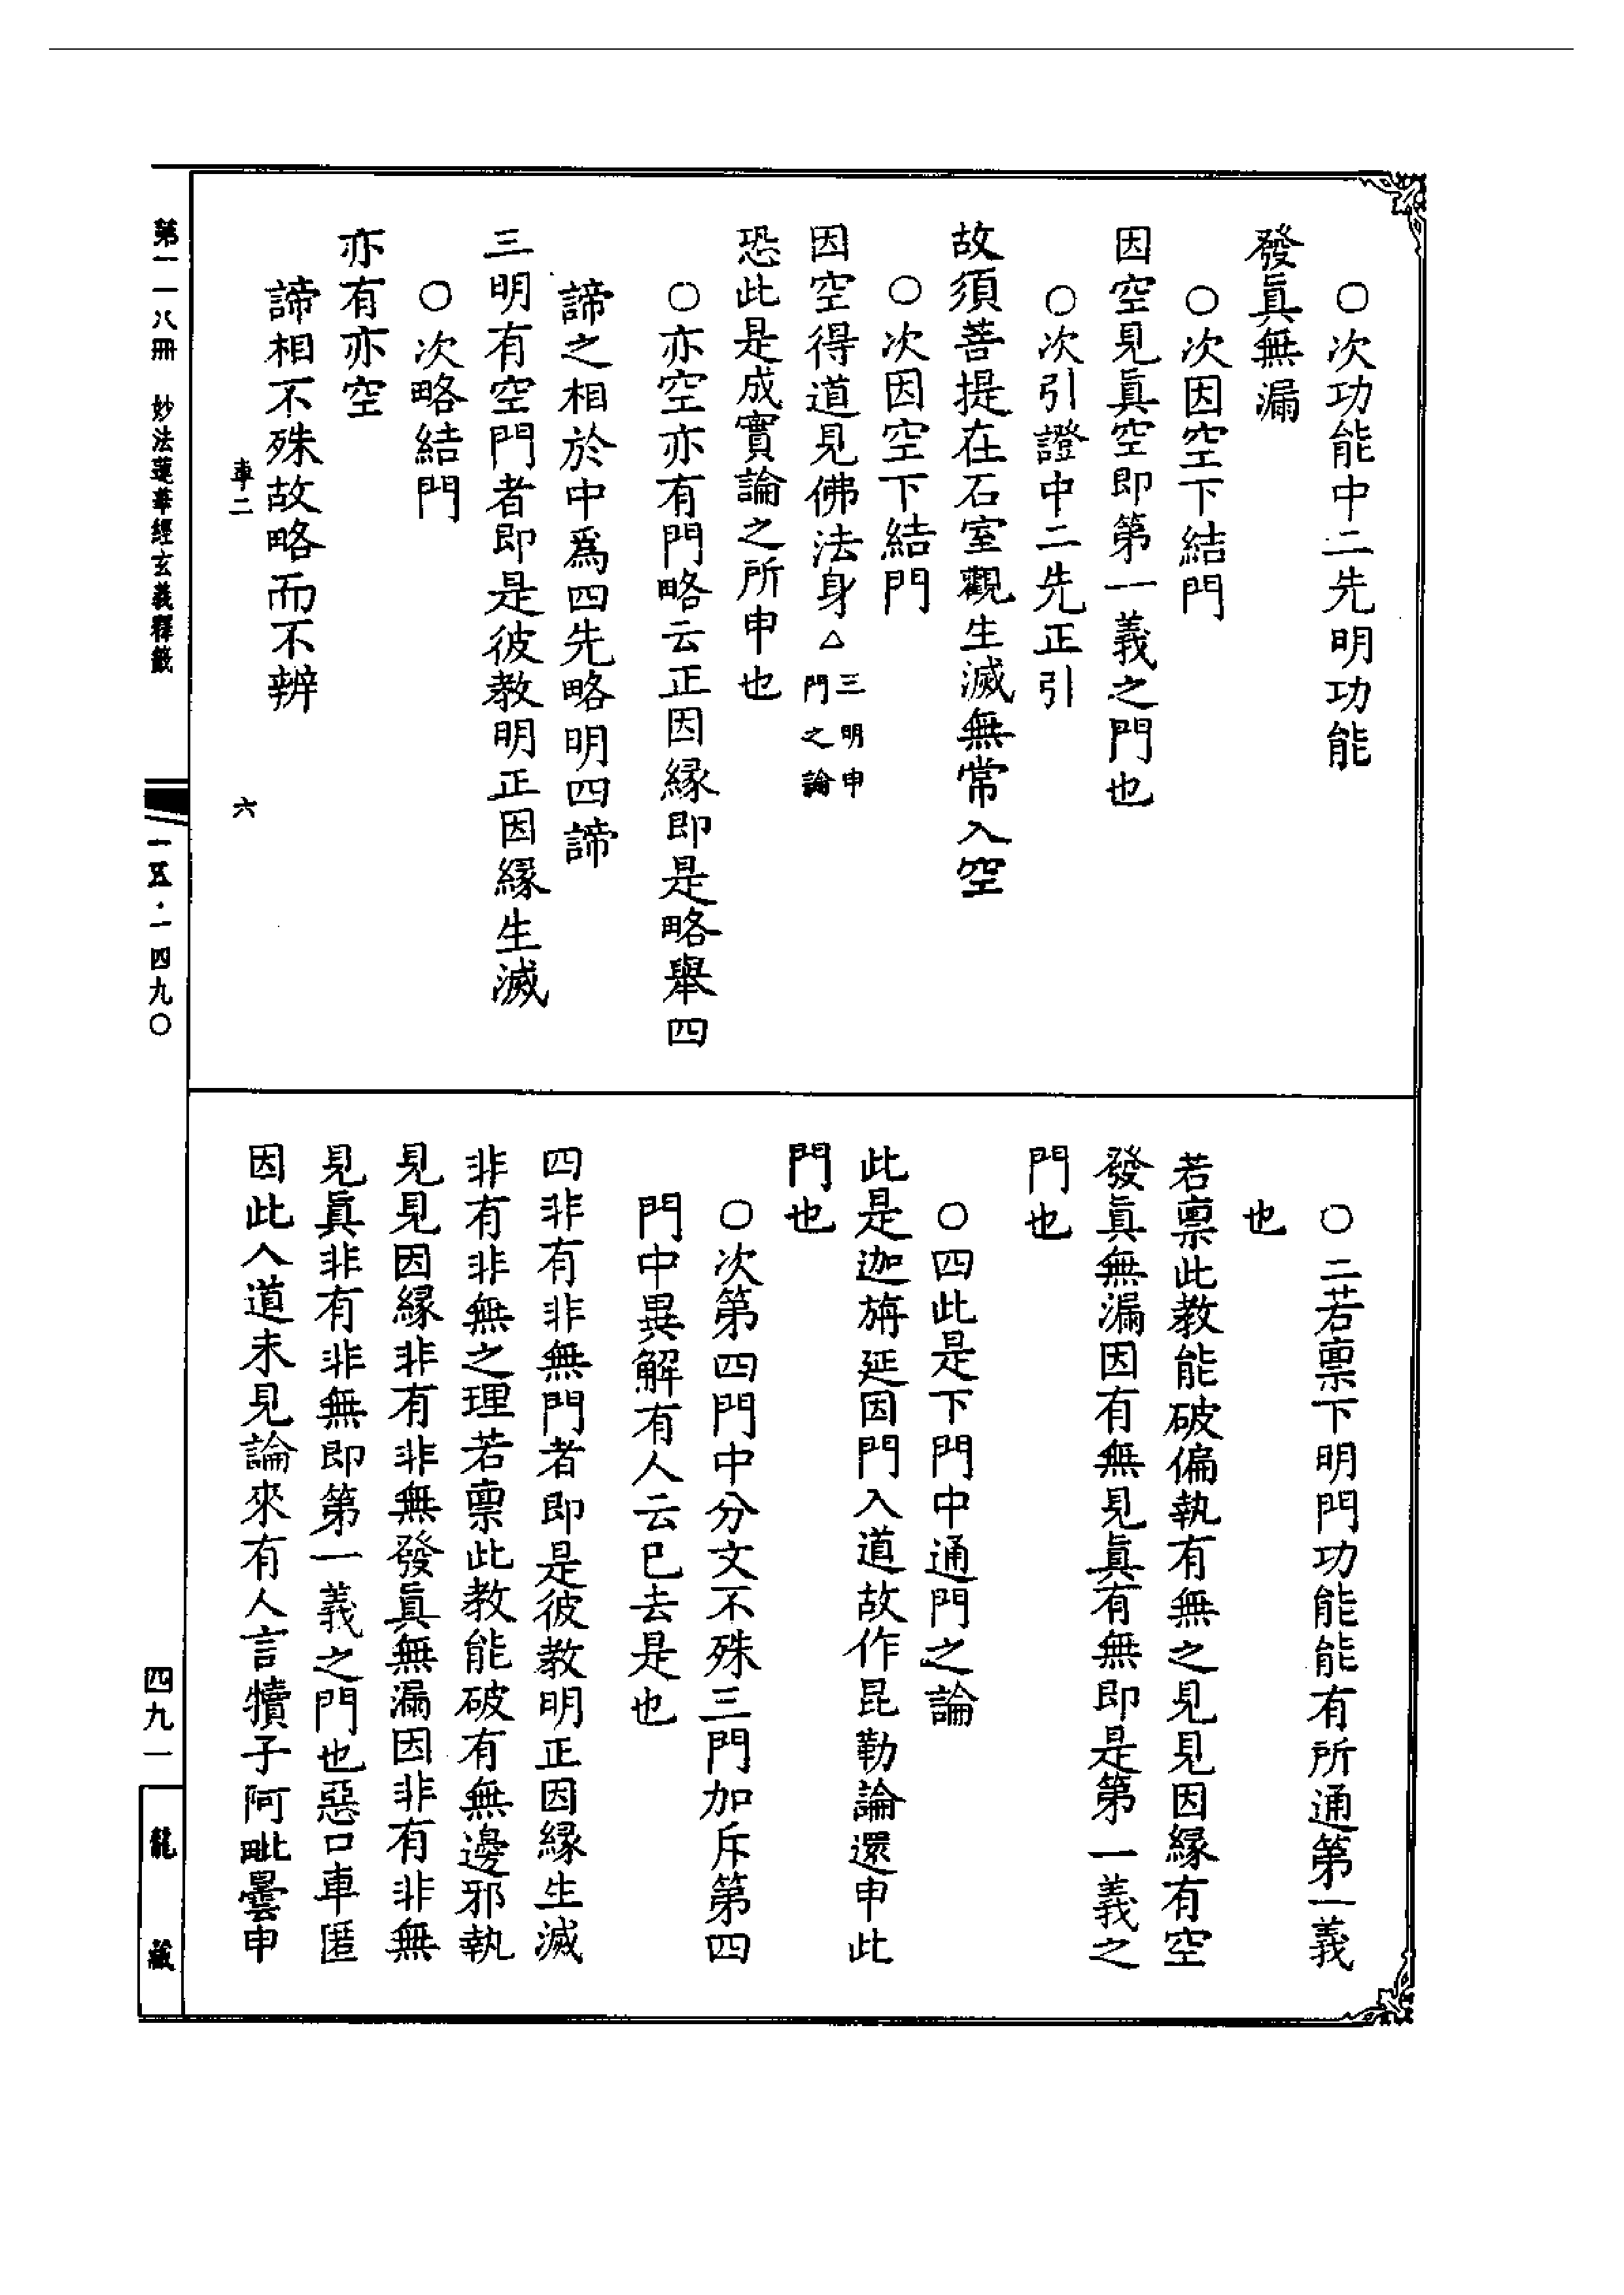 ○次功能中二先明功能
發眞無漏
○次因空下結門
因空見眞空即第一義之門也
○次引證中二先正引
故須菩提在石室觀生滅無常入空
○次因空下結門
因空得道見佛法身△三明申門之論
恐此是成實論之所申也
○亦空亦有門略云正因緣即是略舉四
諦之相於中爲四先略明四諦
三明有空門者即是彼教明正因緣生滅
○次略結門
亦有亦空
諦相不殊故略而不辨
車二 六
○二若禀下明門功能能有所通第一義
也
若禀此教能破偏執有無之見見因緣有空
發眞無漏因有無見眞有無即是第一義之
門也
○四此是下門中通門之論
此是迦旃延因門入道故作昆勒論還申此
門也
○次第四門中分文不殊三門加斥第四
門中異解有人云已去是也
四非有非無門者即是彼教明正因緣生滅
非有非無之理若禀此教能破有無邊邪執
見見因緣非有非無發眞無漏因非有非無
見眞非有非無即第一義之門也惡口車匿
因此入道未見論來有人言犢子阿毗曇申
第一一八冊 妙法蓮華經玄義釋籤
一五·一四九〇
四九一
龍藏